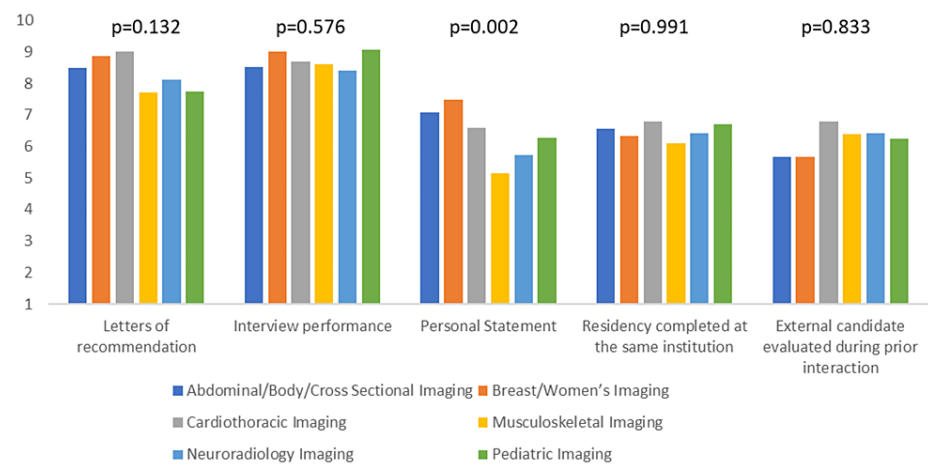 10
9
8
7
6
5
4
3
2
1
p=0.132
p=0.576
p=0.002
p=0.991
p=0.833
Letters of
recommendation
Interview performance
Personal Statement
Residency completed at
the same institution
External candidate
evaluated during prior
interaction
Abdominal/Body/Cross Sectional Imaging
Breast/Women’s Imaging
Cardiothoracic Imaging
Musculoskeletal Imaging
Neuroradiology Imaging
Pediatric Imaging